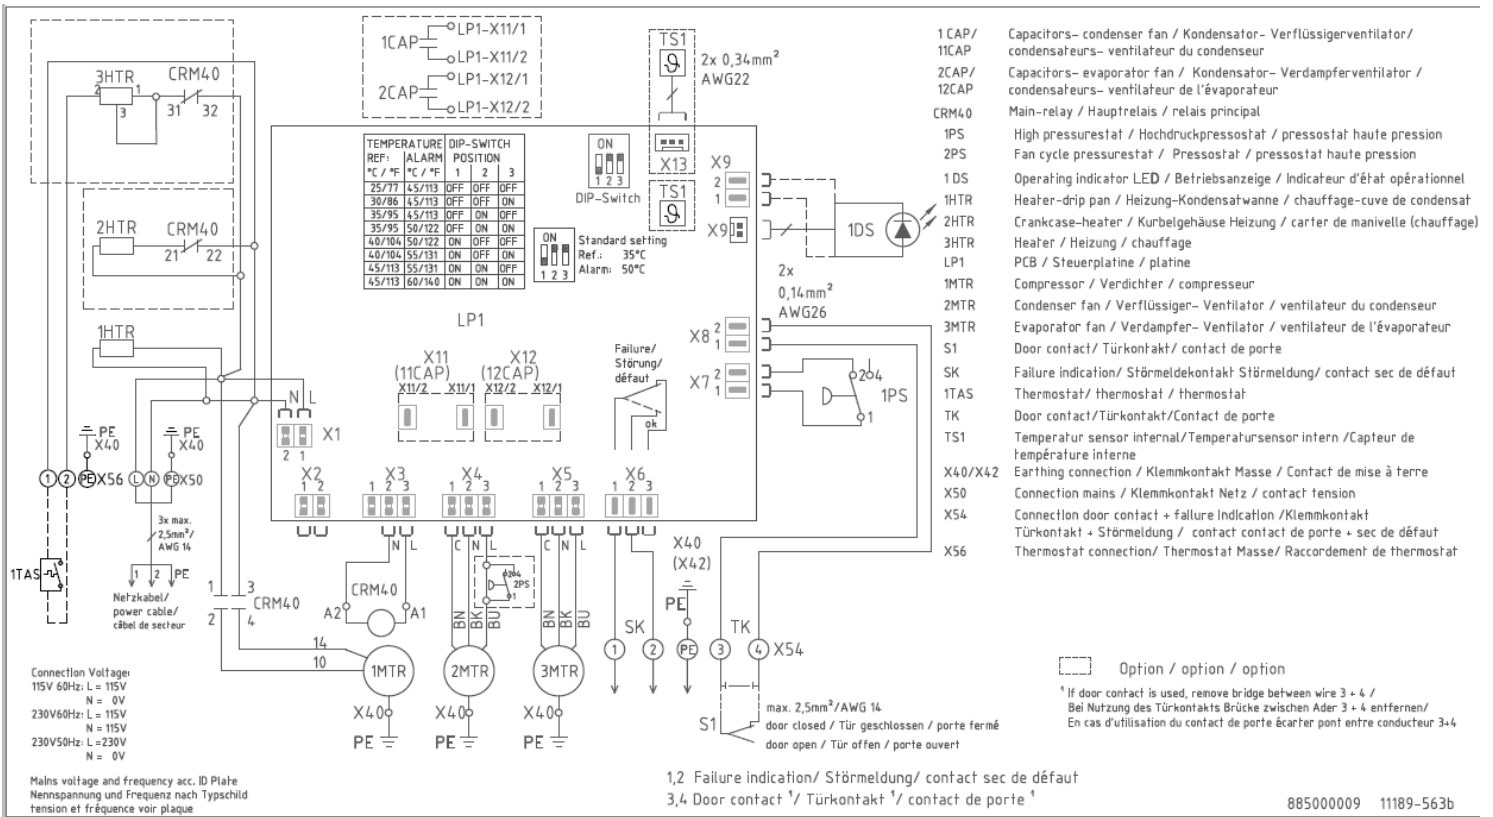 3HTR
2
1
3
CRM40
31
32
2HTR
CRM40
21
22
1HTR
1CAP
LP1-X11/1
LP1-X11/2
2CAP
LP1-X12/1
LP1-X12/2
TS1
ϑ
2x 0,34mm²
AWG22
X13
TS1
ϑ
TEMPERATURE DIP-SWITCH
REF: ALARM POSITION
°C / °F °C / °F 1 2 3
25/77 45/113 OFF OFF OFF
30/86 45/113 OFF OFF ON
35/95 45/113 OFF ON OFF
35/95 50/122 OFF ON ON
40/104 50/122 ON OFF OFF
40/104 55/131 ON OFF ON
45/113 55/131 ON ON OFF
45/113 60/140 ON ON ON
ON
1 2 3
DIP-Switch
ON
1 2 3
Standard setting
Ref.: 35°C
Alarm: 50°C
X9
2
1
X9
1DS
2x
0,14mm²
AWG26
LP1
X8
2
1
X7
2
1
2
4
1
1PS
Failure/
Störung/
défaut
ok
X11
(11CAP)
X11/2 X11/1
X12
(12CAP)
X12/2 X12/1
N L
X1
2 1
X2
1 2
X3
1 2 3
X4
1 2 3
X5
1 2 3
X6
1 2 3
PE
X40
PE
X40
1 2 PE X56 L N PE X50
3x max.
2,5mm²/
AWG 14
1TAS
1 2 PE
Netzkabel/
power cable/
câbel de secteur
1 3
CRM40
2 4
14
10
N L
CRM40
A2 A1
C N L
2 4
2PS
1
BN BK BU
C N L
BN BK BU
1MTR
2MTR
3MTR
X40
X40
X40
PE
PE
PE
X40
(X42)
PE
SK
TK
1 2 PE 3 4 X54
S1
max. 2,5mm²/AWG 14
door closed / Tür geschlossen / porte fermé
door open / Tür offen / porte ouvert
Connection Voltage:
115V 60Hz: L = 115V
N = 0V
230V60Hz: L = 115V
N = 115V
230V50Hz: L =230V
N = 0V
Mains voltage and frequency acc. ID Plate
Nennspannung und Frequenz nach Typschild
tension et fréquence voir plaque
1,2 Failure indication/ Störmeldung/ contact sec de défaut
3,4 Door contact ¹/ Türkontakt ¹/ contact de porte ¹
1 CAP/ Capacitors- condenser fan / Kondensator- Verflüssigerventilator/
11CAP condensateurs- ventilateur du condenseur
2CAP/ Capacitors- evaporator fan / Kondensator- Verdampferventilator /
12CAP condensateurs- ventilateur de l'évaporateur
CRM40 Main-relay / Hauptrelais / relais principal
1PS High pressurestat / Hochdruckpressostat / pressostat haute pression
2PS Fan cycle pressurestat / Pressostat / pressostat haute pression
1 DS Operating indicator LED / Betriebsanzeige / Indicateur d'état opérationnel
1HTR Heater-drip pan / Heizung-Kondensatwanne / chauffage-cuve de condensat
2HTR Crankcase-heater / Kurbelgehäuse Heizung / carter de manivelle (chauffage)
3HTR Heater / Heizung / chauffage
LP1 PCB / Steuerplatine / platine
1MTR Compressor / Verdichter / compresseur
2MTR Condenser fan / Verflüssiger- Ventilator / ventilateur du condenseur
3MTR Evaporator fan / Verdampfer- Ventilator / ventilateur de l'évaporateur
S1 Door contact/ Türkontakt/ contact de porte
SK Failure indication/ Störmeldekontakt Störmeldung/ contact sec de défaut
1TAS Thermostat/ thermostat / thermostat
TK Door contact/Türkontakt/Contact de porte
TS1 Temperatur sensor internal/Temperatursensor intern /Capteur de
température interne
X40/X42 Earthing connection / Klemmkontakt Masse / Contact de mise à terre
X50 Connection mains / Klemmkontakt Netz / contact tension
X54 Connection door contact + failure indication /Klemmkontakt
Türkontakt + Störmeldung / contact contact de porte + sec de défaut
X56 Thermostat connection/ Thermostat Masse/ Raccordement de thermostat
Option / option / option
¹ If door contact is used, remove bridge between wire 3 + 4 /
Bei Nutzung des Türkontakts Brücke zwischen Ader 3 + 4 entfernen/
En cas d'utilisation du contact de porte écarter pont entre conducteur 3+4
885000009 11189-563b